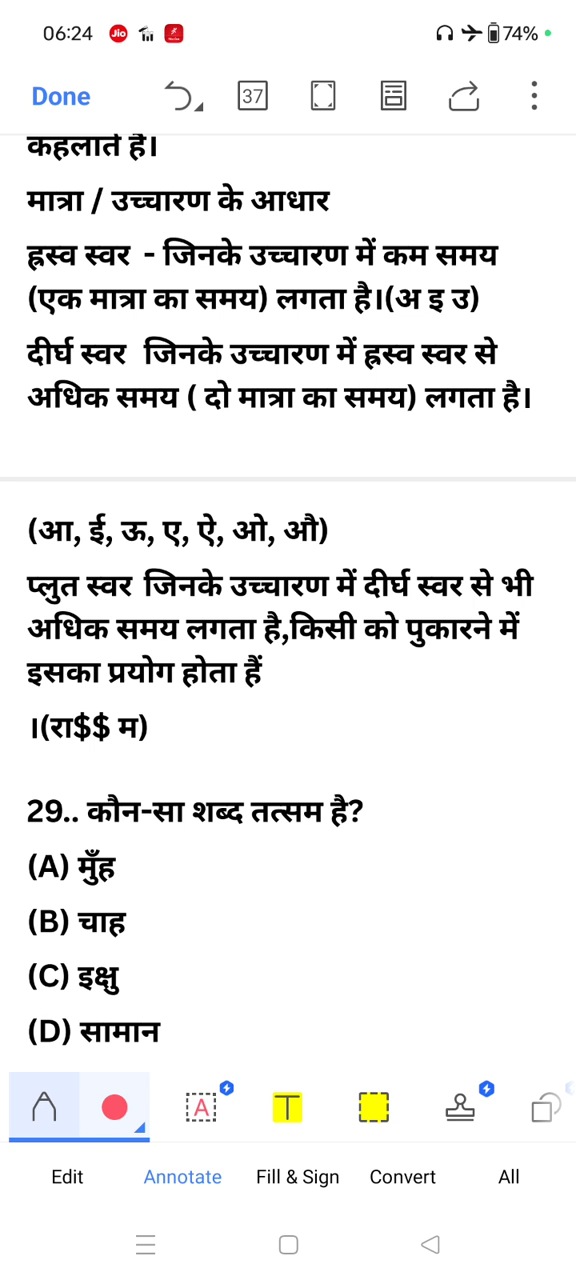 06:24 Jio 74%
Done 37
कहलाते है।
मात्रा / उच्चारण के आधार
ह्रस्व स्वर - जिनके उच्चारण में कम समय
(एक मात्रा का समय) लगता है।(अ इ उ)
दीर्घ स्वर जिनके उच्चारण में ह्रस्व स्वर से
अधिक समय ( दो मात्रा का समय) लगता है।
(आ, ई, ऊ, ए, ऐ, ओ, औ)
प्लुत स्वर जिनके उच्चारण में दीर्घ स्वर से भी
अधिक समय लगता है,किसी को पुकारने में
इसका प्रयोग होता हैं
।(रा$$ म)
29.. कौन-सा शब्द तत्सम है?
(A) मुँह
(B) चाह
(C) इक्षु
(D) सामान
A T
Edit Annotate Fill & Sign Convert All